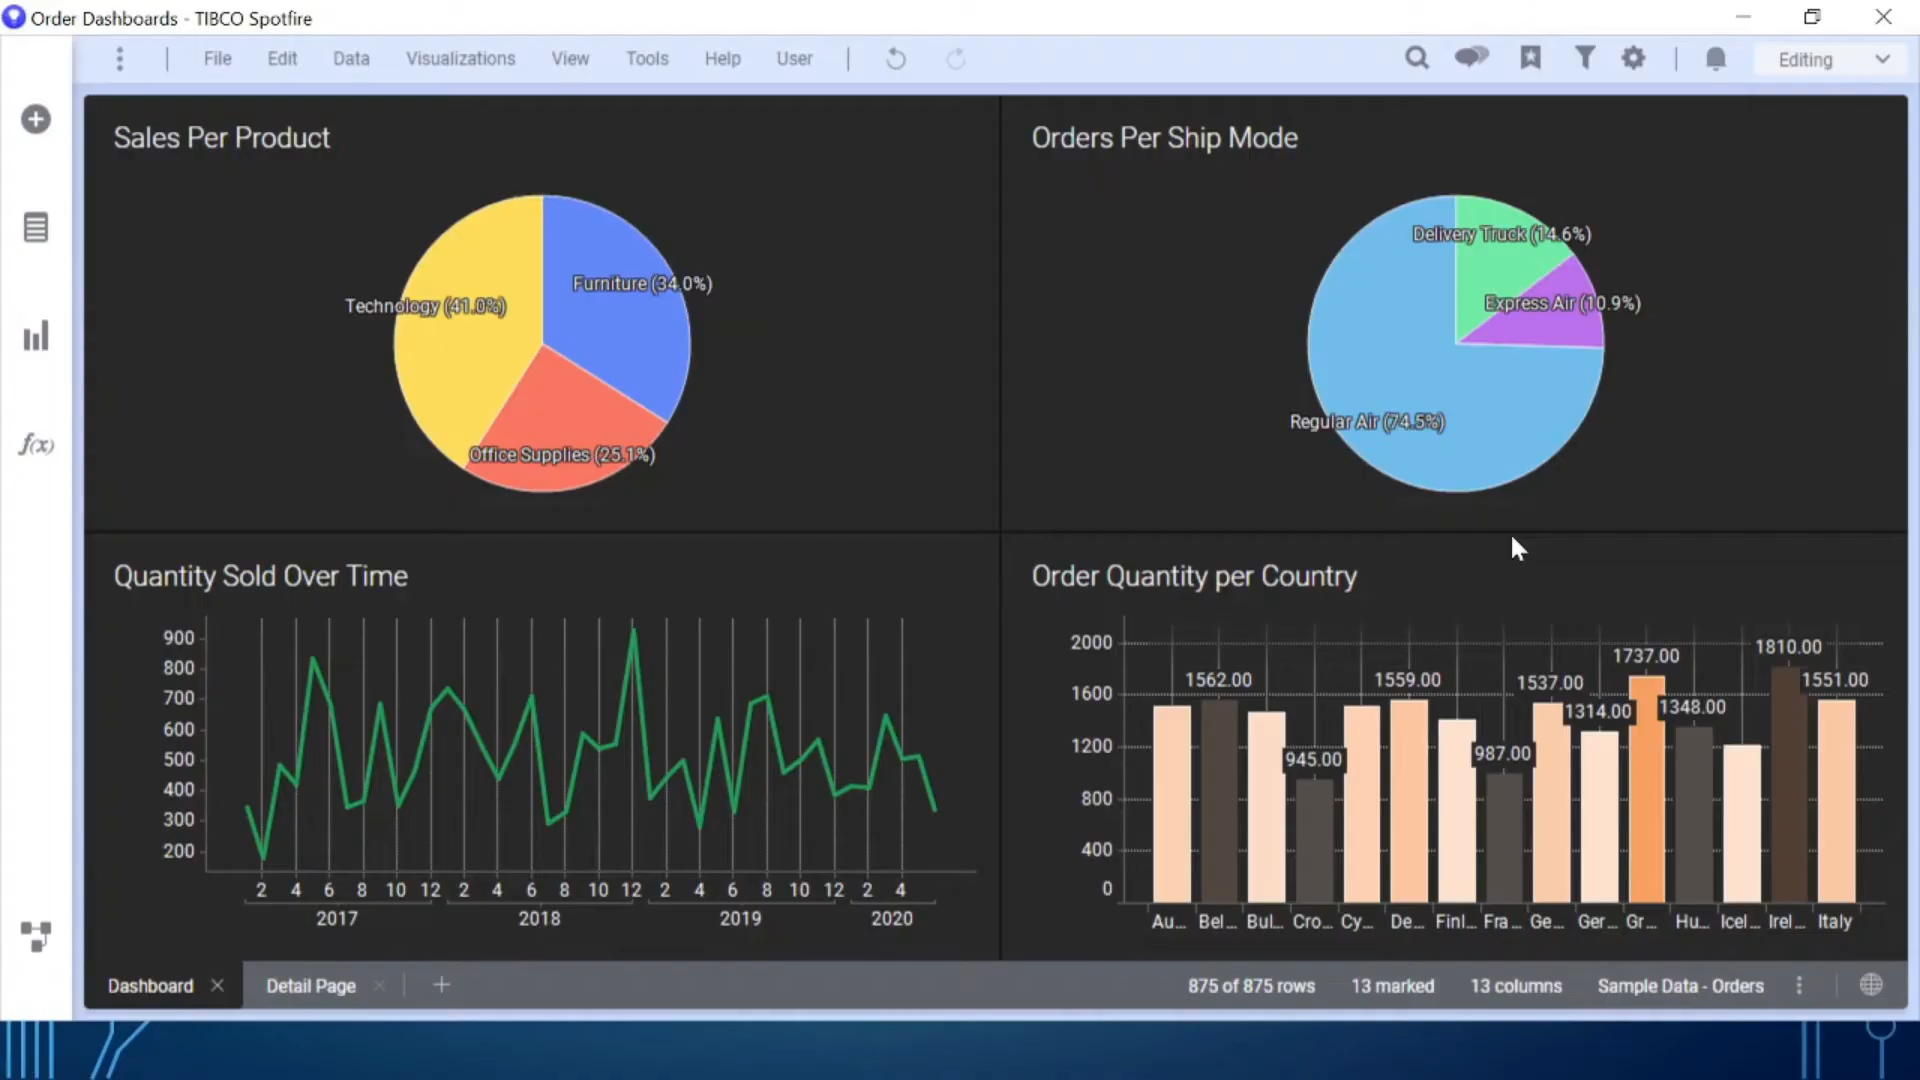 Order Dashboards - TIBCO Spotfire
File Edit Data Visualizations View Tools Help User Editing
f(x)
Sales Per Product
Furniture (34.0%)
Technology (41.0%)
Office Supplies (25.1%)
Orders Per Ship Mode
Delivery Truck (14.6%)
Express Air (10.9%)
Regular Air (74.5%)
Quantity Sold Over Time
900
800
700
600
500
400
300
200
2 4 6 8 10 12 2 4 6 8 10 12 2 4 6 8 10 12 2 4
2017 2018 2019 2020
Order Quantity per Country
2000
1600
1200
800
400
0
1562.00
945.00
1559.00
987.00
1537.00
1314.00
1737.00
1348.00
1810.00
1551.00
Au... Bel... Bul... Cro... Cy... De... Finl... Fra... Ge... Ger... Gr... Hu... Icel... Irel... Italy
Dashboard Detail Page 875 of 875 rows 13 marked 13 columns Sample Data - Orders